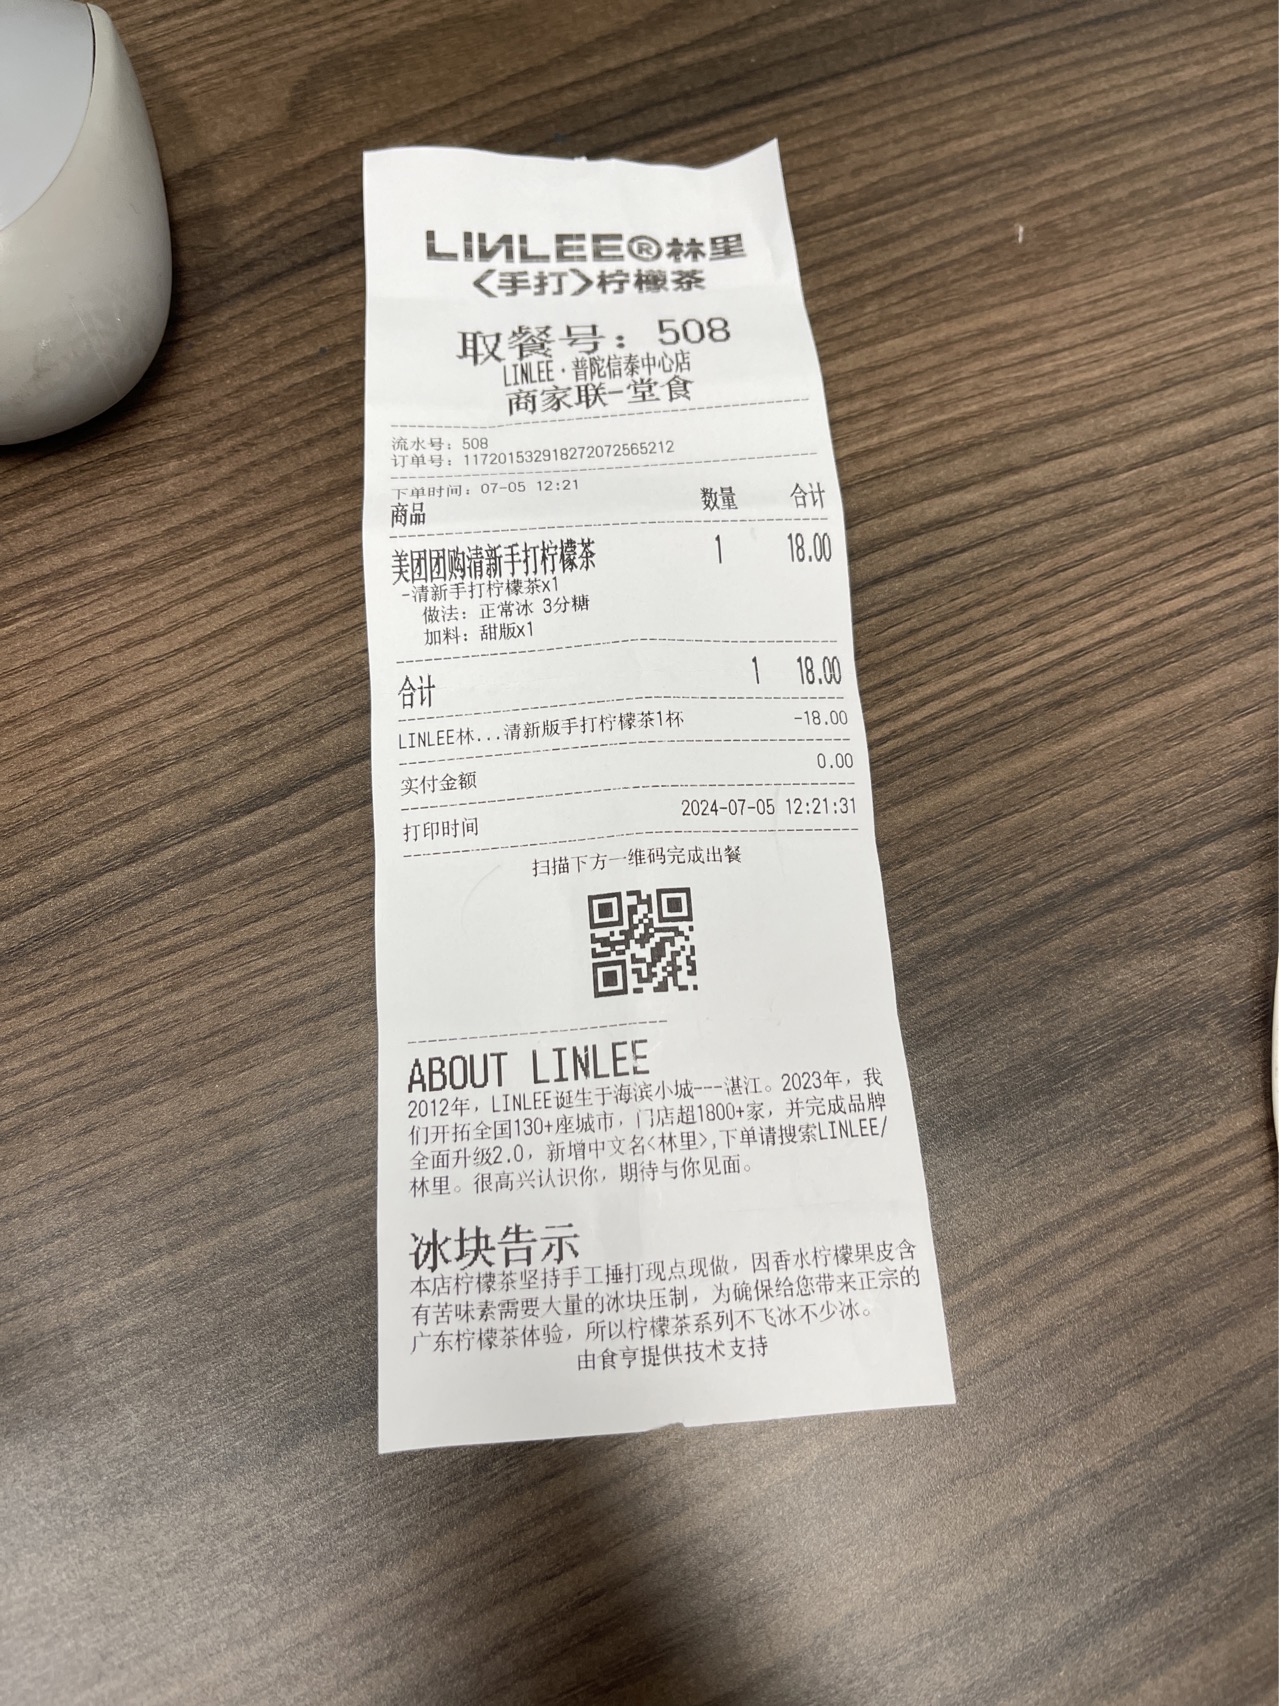 LINLEE®林里
<手打>柠檬茶
取餐号：508
LINLEE·普陀信泰中心店
商家联-堂食
流水号：508
订单号：117201532918272072565212
下单时间：07-05 12:21
商品 数量 合计
美团团购清新手打柠檬茶 1 18.00
-清新手打柠檬茶x1
做法：正常冰 3分糖
加料：甜版x1
合计 1 18.00
LINLEE林...清新版手打柠檬茶1杯 -18.00
实付金额 0.00
打印时间 2024-07-05 12:21:31
扫描下方一维码完成出餐
ABOUT LINLEE
2012年，LINLEE诞生于海滨小城---湛江。2023年，我
们开拓全国130+座城市，门店超1800+家，并完成品牌
全面升级2.0，新增中文名<林里>,下单请搜索LINLEE/
林里。很高兴认识你，期待与你见面。
冰块告示
本店柠檬茶坚持手工捶打现点现做，因香水柠檬果皮含
有苦味素需要大量的冰块压制，为确保给您带来正宗的
广东柠檬茶体验，所以柠檬茶系列不飞冰不少冰。
由食亨提供技术支持